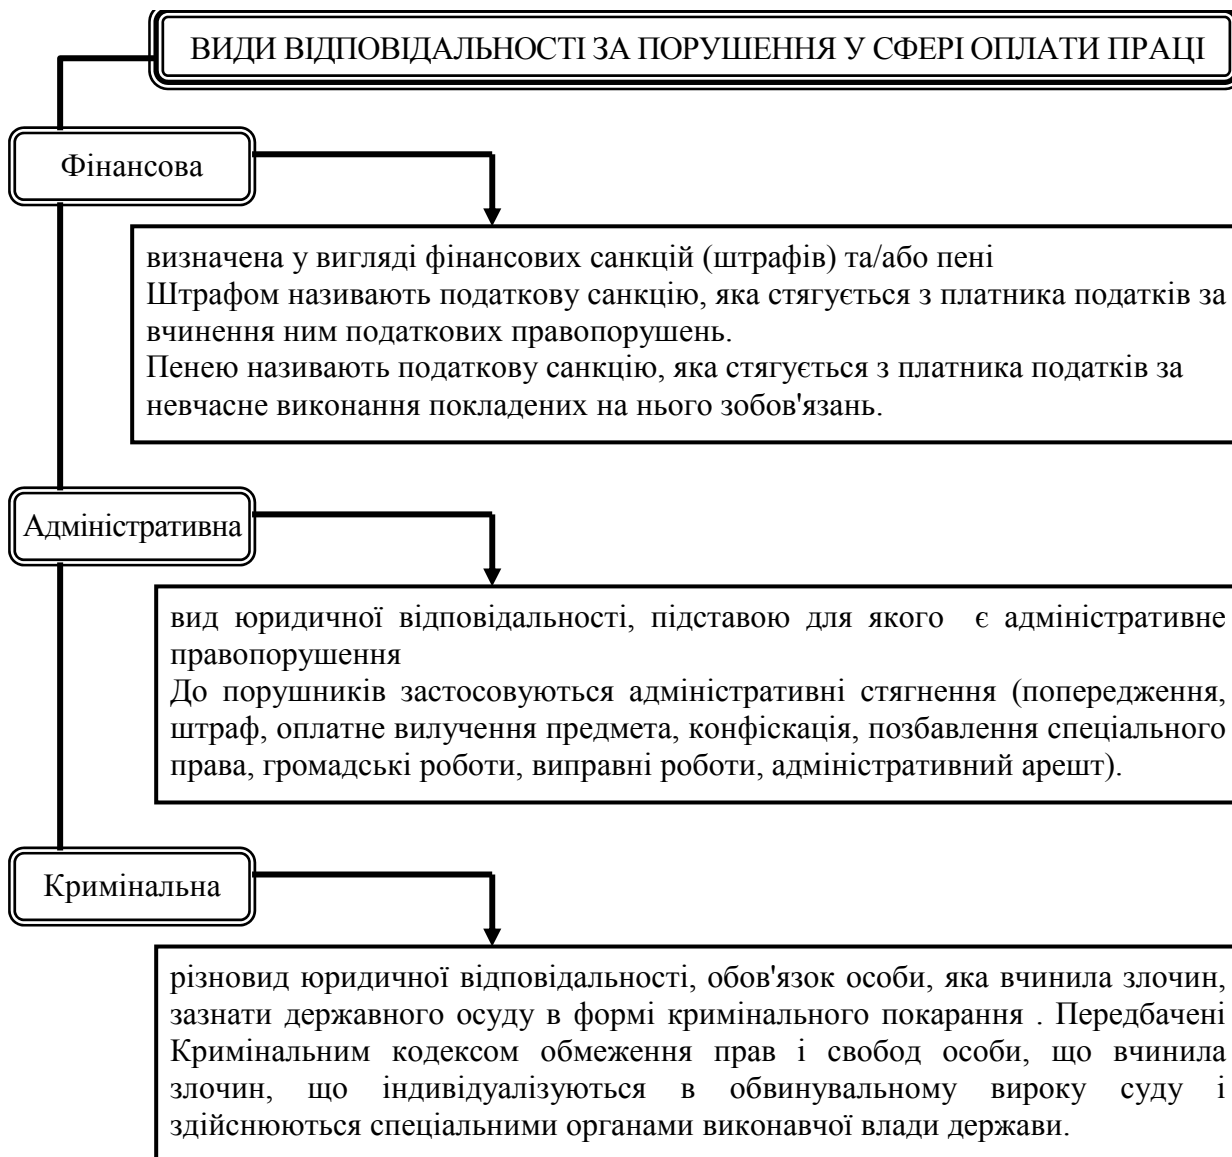 ВИДИ ВІДПОВІДАЛЬНОСТІ ЗА ПОРУШЕННЯ У СФЕРІ ОПЛАТИ ПРАЦІ
Фінансова
визначена у вигляді фінансових санкцій (штрафів) та/або пені
Штрафом називають податкову санкцію, яка стягується з платника податків за
вчинення ним податкових правопорушень.
Пенею називають податкову санкцію, яка стягується з платника податків за
невчасне виконання покладених на нього зобов'язань.
Адміністративна
вид юридичної відповідальності, підставою для якого є адміністративне
правопорушення
До порушників застосовуються адміністративні стягнення (попередження,
штраф, оплатне вилучення предмета, конфіскація, позбавлення спеціального
права, громадські роботи, виправні роботи, адміністративний арешт).
Кримінальна
різновид юридичної відповідальності, обов'язок особи, яка вчинила злочин,
зазнати державного осуду в формі кримінального покарання . Передбачені
Кримінальним кодексом обмеження прав і свобод особи, що вчинила
злочин, що індивідуалізуються в обвинувальному вироку суду і
здійснюються спеціальними органами виконавчої влади держави.